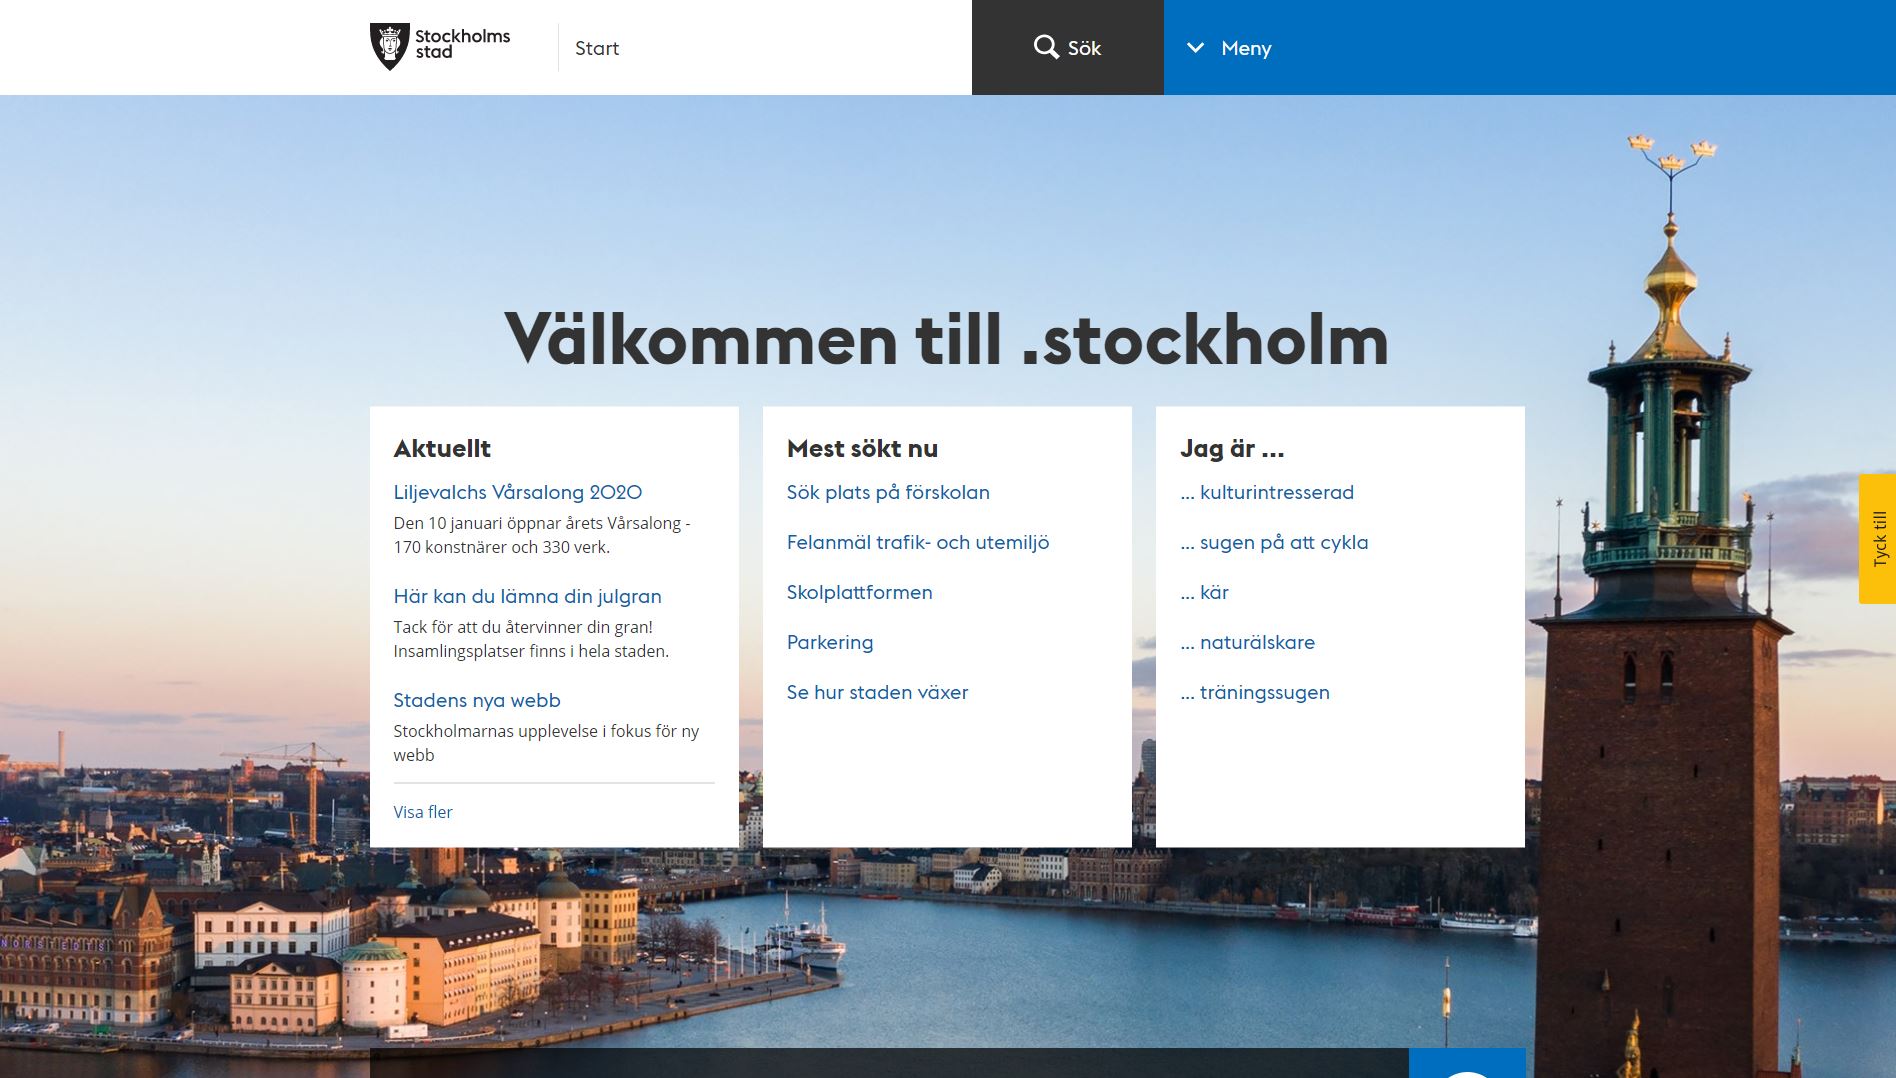 Stockholms
stad
Start
Sök
Meny
Välkommen till .stockholm
Aktuellt
Liljevalchs Vårsalong 2020
Den 10 januari öppnar årets Vårsalong -
170 konstnärer och 330 verk.
Här kan du lämna din julgran
Tack för att du återvinner din gran!
Insamlingsplatser finns i hela staden.
Stadens nya webb
Stockholmarnas upplevelse i fokus för ny
webb
Visa fler
Mest sökt nu
Sök plats på förskolan
Felanmäl trafik- och utemiljö
Skolplattformen
Parkering
Se hur staden växer
Jag är ...
... kulturintresserad
... sugen på att cykla
... kär
... naturälskare
... träningssugen
Tyck till
NORSTEDTS